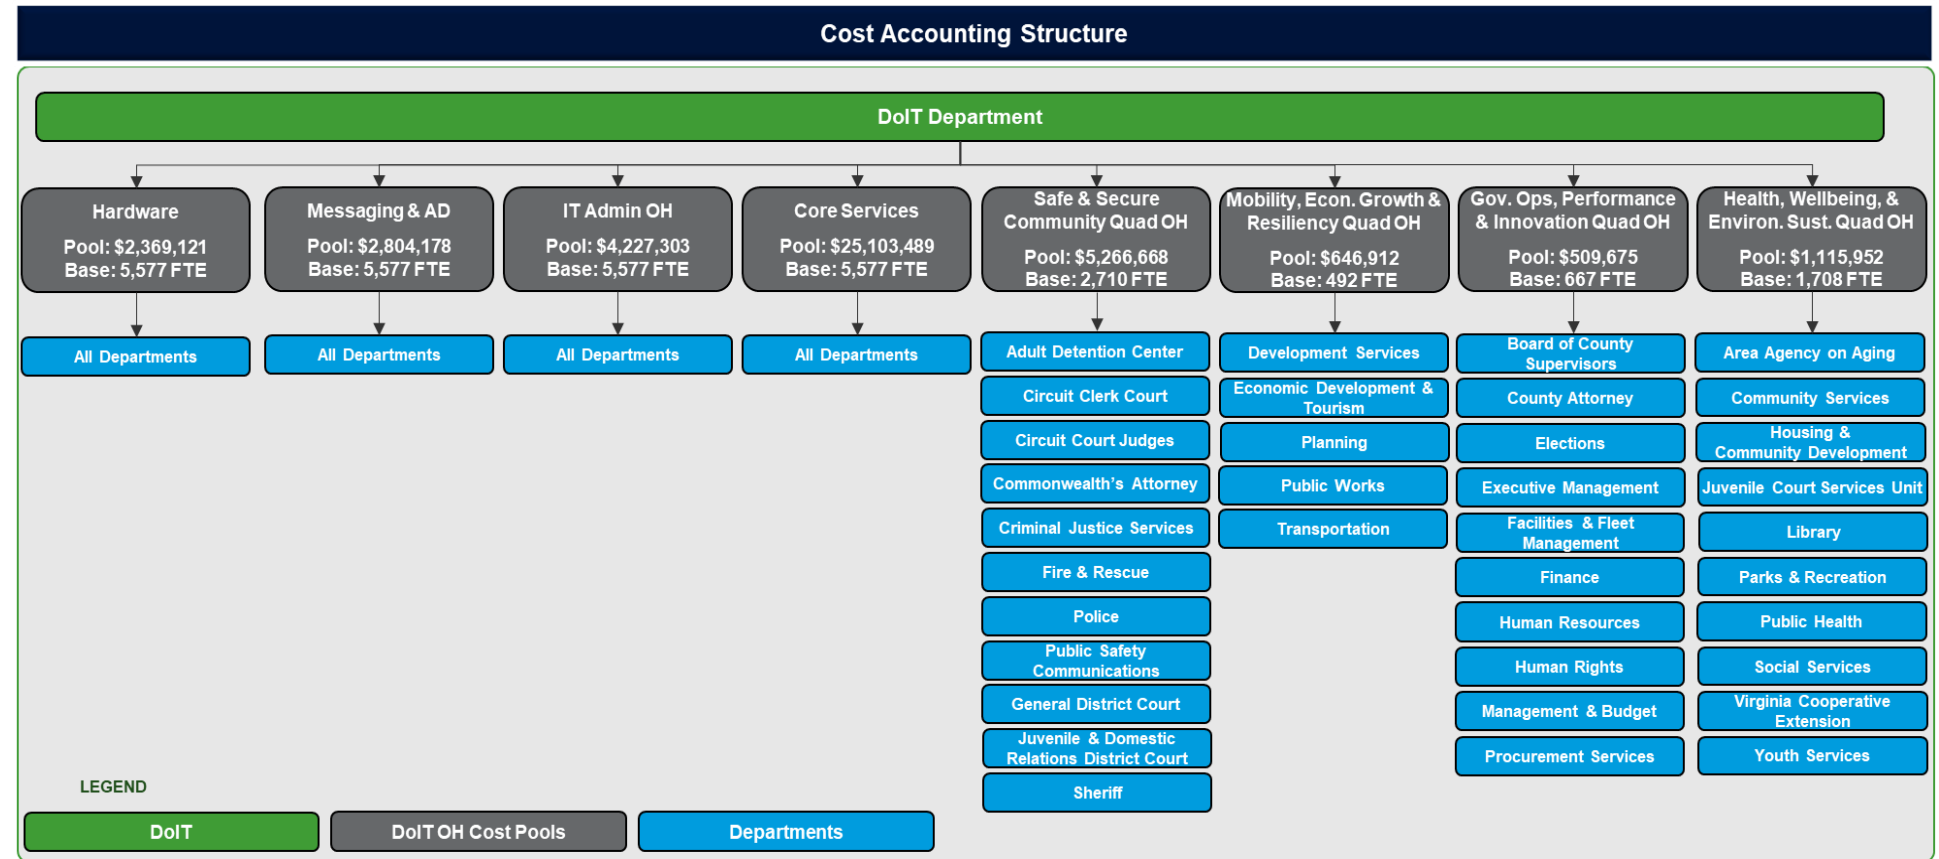 Cost Accounting Structure
DoIT Department
Hardware
Pool: $2,369,121
Base: 5,577 FTE
All Departments
Messaging & AD
Pool: $2,804,178
Base: 5,577 FTE
All Departments
IT Admin OH
Pool: $4,227,303
Base: 5,577 FTE
All Departments
Core Services
Pool: $25,103,489
Base: 5,577 FTE
All Departments
Safe & Secure
Community Quad OH
Pool: $5,266,668
Base: 2,710 FTE
Adult Detention Center
Circuit Clerk Court
Circuit Court Judges
Commonwealth's Attorney
Criminal Justice Services
Fire & Rescue
Police
Public Safety
Communications
General District Court
Juvenile & Domestic
Relations District Court
Sheriff
Mobility, Econ. Growth &
Resiliency Quad OH
Pool: $646,912
Base: 492 FTE
Development Services
Economic Development &
Tourism
Planning
Public Works
Transportation
Gov. Ops, Performance
& Innovation Quad OH
Pool: $509,675
Base: 667 FTE
Board of County
Supervisors
County Attorney
Elections
Executive Management
Facilities & Fleet
Management
Finance
Human Resources
Human Rights
Management & Budget
Procurement Services
Health, Wellbeing, &
Environ. Sust. Quad OH
Pool: $1,115,952
Base: 1,708 FTE
Area Agency on Aging
Community Services
Housing &
Community Development
Juvenile Court Services Unit
Library
Parks & Recreation
Public Health
Social Services
Virginia Cooperative
Extension
Youth Services
LEGEND
DoIT
DoIT OH Cost Pools
Departments